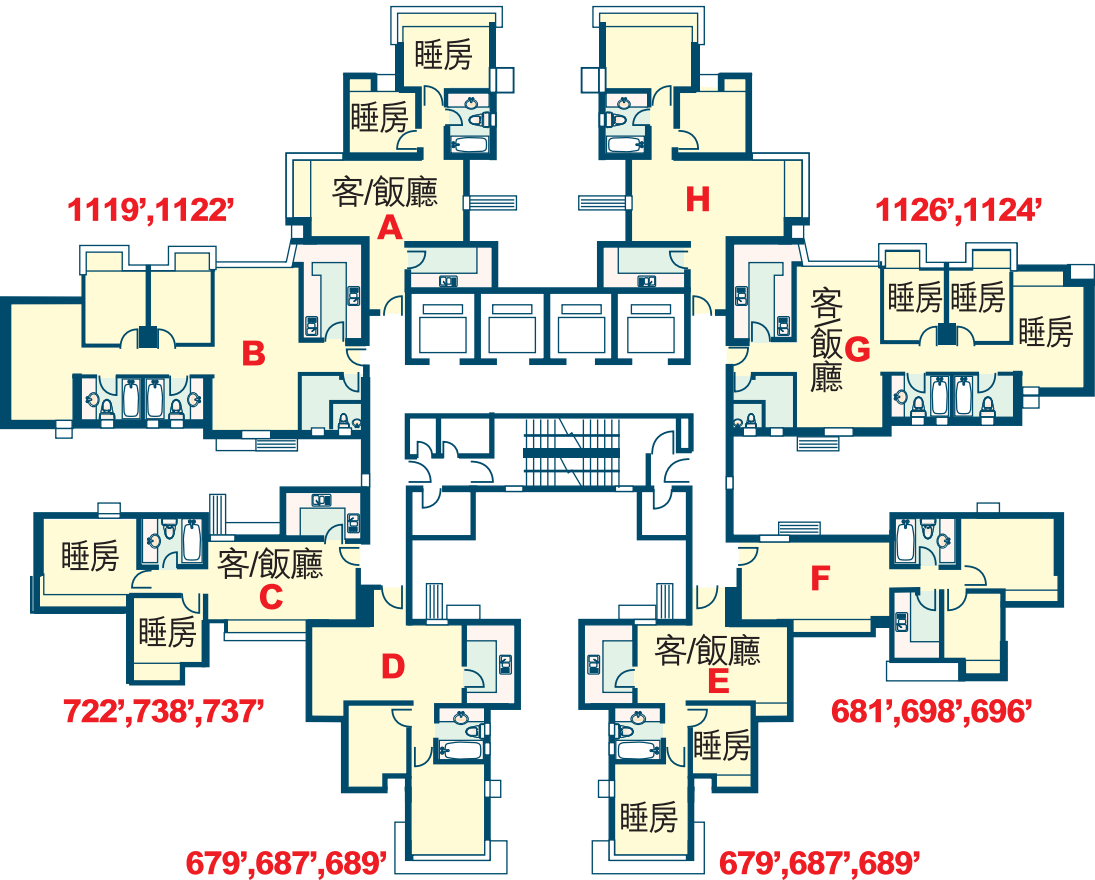 睡房
睡房
客/飯廳
A
H
1119’,1122’
1126’,1124’
B
客/飯廳
G
睡房
睡房
睡房
睡房
客/飯廳
C
睡房
722’,738’,737’
F
681’,698’,696’
D
客/飯廳
E
睡房
睡房
679’,687’,689’
679’,687’,689’